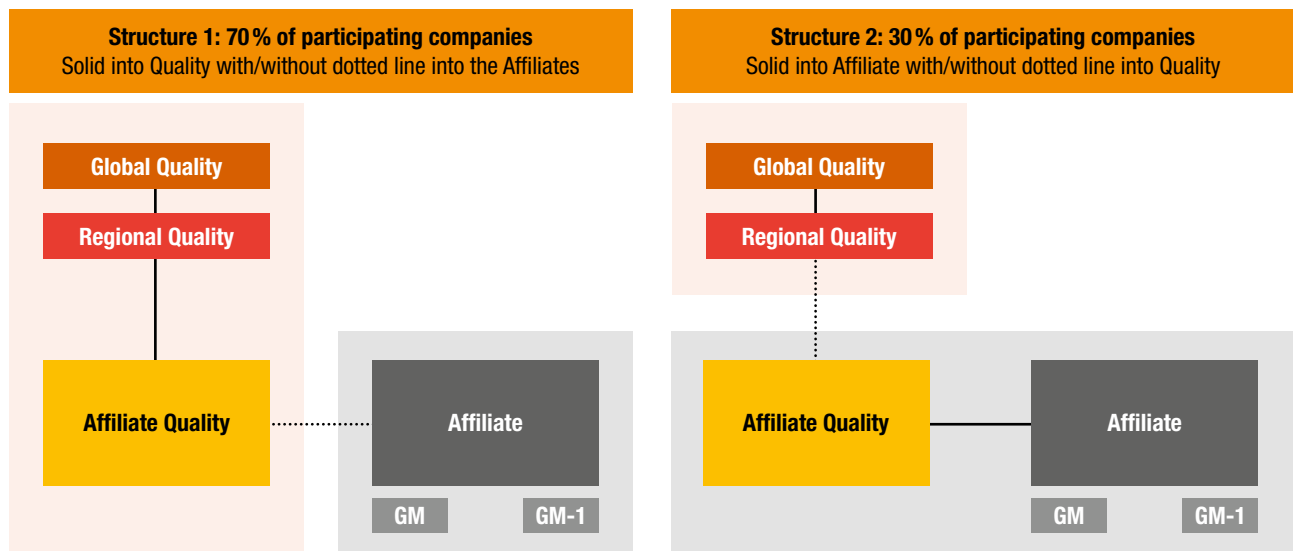 Structure 1: 70 % of participating companies
Solid into Quality with/without dotted line into the Affiliates
Global Quality
Regional Quality
Affiliate Quality
Affiliate
GM
GM-1
Structure 2: 30 % of participating companies
Solid into Affiliate with/without dotted line into Quality
Global Quality
Regional Quality
Affiliate Quality
Affiliate
GM
GM-1